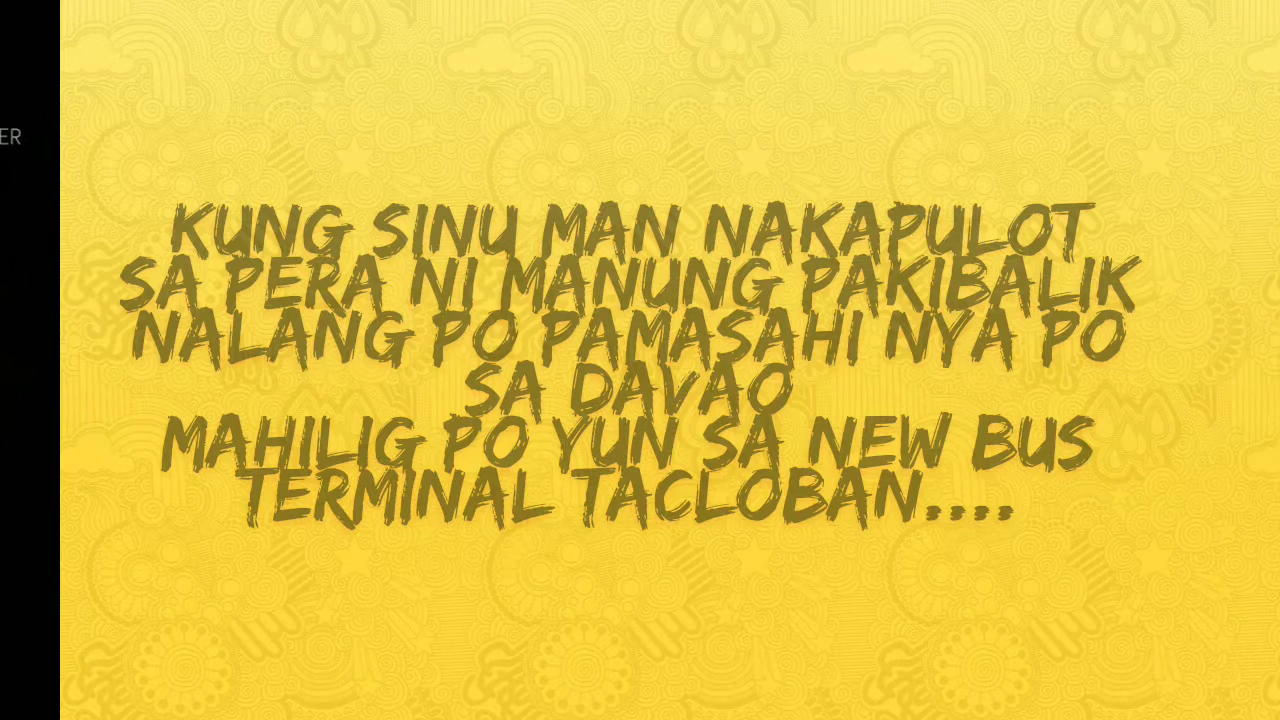 ER
KUNG SINU MAN NAKAPULOT
SA PERA NI MANUNG PAKIBALIK
NALANG PO PAMASAHI NYA PO
SA DAVAO
MAHILIG PO YUN SA NEW BUS
TERMINAL TACLOBAN....